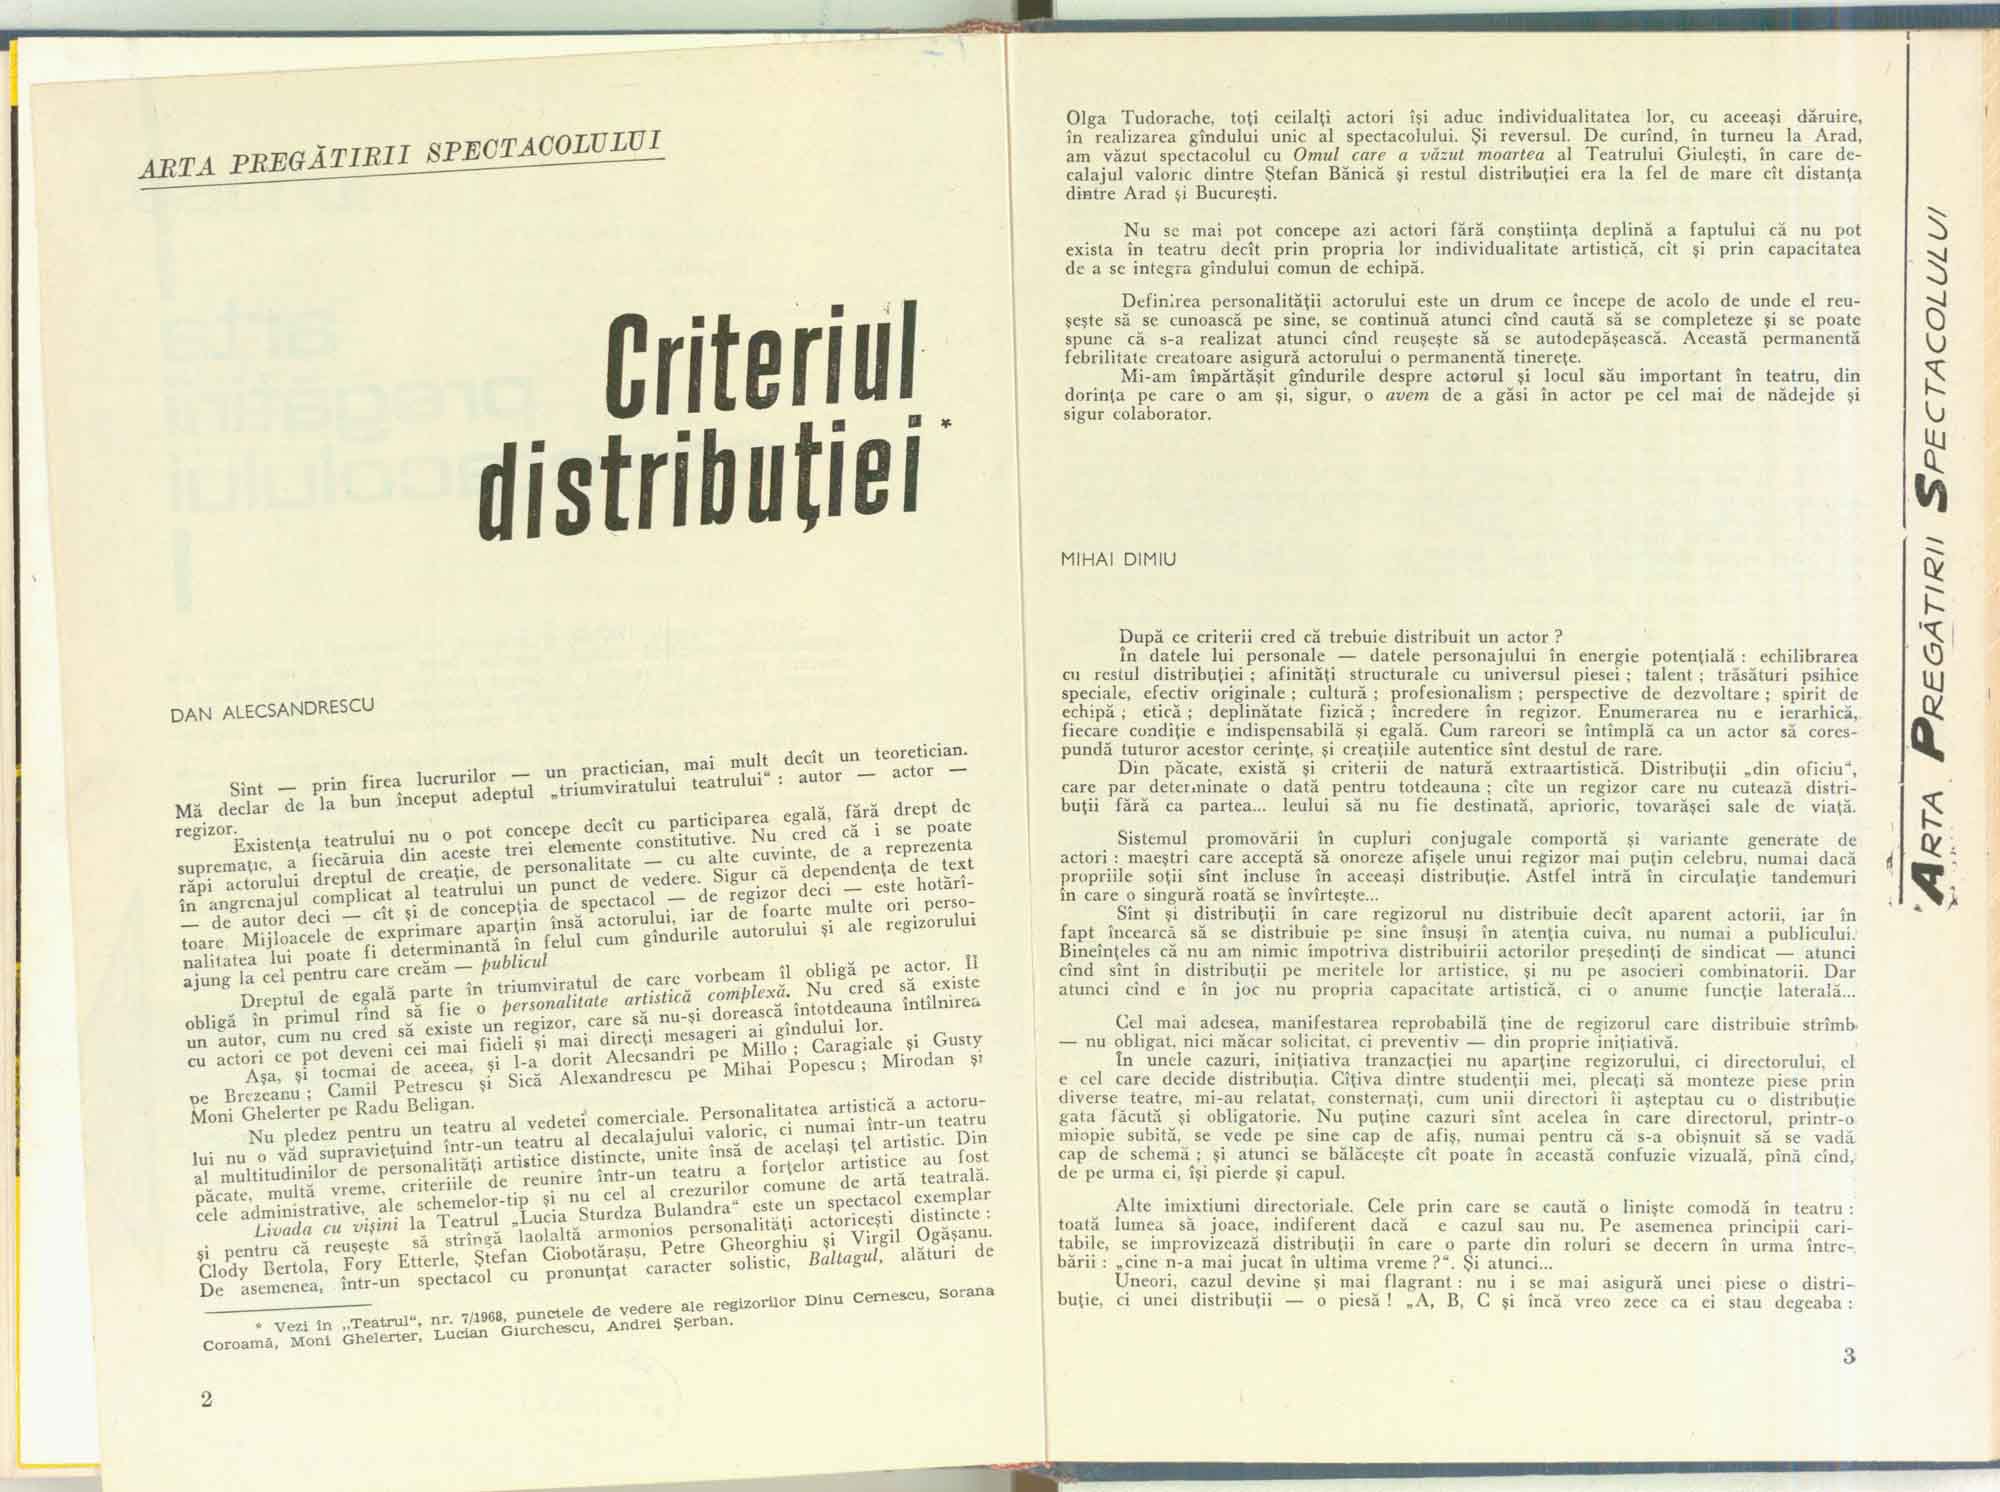 ARTA PREGĂTIRII SPECTACOLULUI
Criteriul
distribuţiei *
DAN ALECSANDRESCU
Sînt — prin firea lucrurilor — un practician, mai mult decît un teoretician.
Mă declar de la bun început adeptul „triumviratului teatrului“ : autor — actor —
regizor.
Existenţa teatrului nu o pot concepe decît cu participarea egală, fără drept de
supremaţie, a fiecăruia din aceste trei elemente constitutive. Nu cred că i se poate
răpi actorului dreptul de creaţie, de personalitate — cu alte cuvinte, de a reprezenta
în angrenajul complicat al teatrului un punct de vedere. Sigur că dependenţa de text
— de autor deci — cît şi de concepţia de spectacol — de regizor deci — este hotărî-
toare. Mijloacele de exprimare aparţin însă actorului, iar de foarte multe ori perso-
nalitatea lui poate fi determinantă în felul cum gîndurile autorului şi ale regizorului
ajung la cel pentru care creăm — publicul
Dreptul de egală parte în triumviratul de care vorbeam îl obligă pe actor. Îl
obligă în primul rînd să fie o personalitate artistică complexă. Nu cred să existe
un autor, cum nu cred să existe un regizor, care să nu-şi dorească întotdeauna întîlnirea
cu actori ce pot deveni cei mai fideli şi mai direcţi mesageri ai gîndului lor.
Aşa, şi tocmai de aceea, şi l-a dorit Alecsandri pe Millo ; Caragiale şi Gusty
pe Brezeanu ; Camil Petrescu şi Sică Alexandrescu pe Mihai Popescu ; Mirodan şi
Moni Ghelerter pe Radu Beligan.
Nu pledez pentru un teatru al vedetei comerciale. Personalitatea artistică a actoru-
lui nu o văd supravieţuind într-un teatru al decalajului valoric, ci numai într-un teatru
al multitudinilor de personalităţi artistice distincte, unite însă de acelaşi ţel artistic. Din
păcate, multă vreme, criteriile de reunire într-un teatru a forţelor artistice au fost
cele administrative, ale schemelor-tip şi nu cel al crezurilor comune de artă teatrală.
Livada cu vişini la Teatrul „Lucia Sturdza Bulandra“ este un spectacol exemplar
şi pentru că reuşeşte să strîngă laolaltă armonios personalităţi actoriceşti distincte :
Clody Bertola, Fory Etterle, Ştefan Ciobotăraşu, Petre Gheorghiu şi Virgil Ogăşanu.
De asemenea, într-un spectacol cu pronunţat caracter solistic, Baltagul, alături de
* Vezi în „Teatrul“, nr. 7/1968, punctele de vedere ale regizorilor Dinu Cernescu, Sorana
Coroamă, Moni Ghelerter, Lucian Giurchescu, Andrei Şerban.
2
Olga Tudorache, toţi ceilalţi actori îşi aduc individualitatea lor, cu aceeaşi dăruire,
în realizarea gîndului unic al spectacolului. Şi reversul. De curînd, în turneu la Arad,
am văzut spectacolul cu Omul care a văzut moartea al Teatrului Giuleşti, în care de-
calajul valoric dintre Ştefan Bănică şi restul distribuţiei era la fel de mare cît distanţa
dintre Arad şi Bucureşti.
Nu se mai pot concepe azi actori fără conştiinţa deplină a faptului că nu pot
exista în teatru decît prin propria lor individualitate artistică, cît şi prin capacitatea
de a se integra gîndului comun de echipă.
Definirea personalităţii actorului este un drum ce începe de acolo de unde el reu-
şeşte să se cunoască pe sine, se continuă atunci cînd caută să se completeze şi se poate
spune că s-a realizat atunci cînd reuşeşte să se autodepăşească. Această permanentă
febrilitate creatoare asigură actorului o permanentă tinereţe.
Mi-am împărtăşit gîndurile despre actorul şi locul său important în teatru, din
dorinţa pe care o am şi, sigur, o avem de a găsi în actor pe cel mai de nădejde şi
sigur colaborator.
MIHAI DIMIU
După ce criterii cred că trebuie distribuit un actor ?
În datele lui personale — datele personajului în energie potenţială : echilibrarea
cu restul distribuţiei ; afinităţi structurale cu universul piesei ; talent ; trăsături psihice
speciale, efectiv originale ; cultură ; profesionalism ; perspective de dezvoltare ; spirit de
echipă ; etică ; deplinătate fizică ; încredere în regizor. Enumerarea nu e ierarhică,
fiecare condiţie e indispensabilă şi egală. Cum rareori se întîmplă ca un actor să cores-
pundă tuturor acestor cerinţe, şi creaţiile autentice sînt destul de rare.
Din păcate, există şi criterii de natură extraartistică. Distribuţii „din oficiu“,
care par determinate o dată pentru totdeauna ; cîte un regizor care nu cutează distri-
buţii fără ca partea... leului să nu fie destinată, aprioric, tovarăşei sale de viaţă.
Sistemul promovării în cupluri conjugale comportă şi variante generate de
actori : maeştri care acceptă să onoreze afişele unui regizor mai puţin celebru, numai dacă
propriile soţii sînt incluse în aceeaşi distribuţie. Astfel intră în circulaţie tandemuri
în care o singură roată se învîrteşte...
Sînt şi distribuţii în care regizorul nu distribuie decît aparent actorii, iar în
fapt încearcă să se distribuie pe sine însuşi în atenţia cuiva, nu numai a publicului.
Bineînţeles că nu am nimic împotriva distribuirii actorilor preşedinţi de sindicat — atunci
cînd sînt în distribuţii pe meritele lor artistice, şi nu pe asocieri combinatorii. Dar
atunci cînd e în joc nu propria capacitate artistică, ci o anume funcţie laterală...
Cel mai adesea, manifestarea reprobabilă ţine de regizorul care distribuie strîmb
— nu obligat, nici măcar solicitat, ci preventiv — din proprie iniţiativă.
În unele cazuri, iniţiativa tranzacţiei nu aparţine regizorului, ci directorului, el
e cel care decide distribuţia. Cîţiva dintre studenţii mei, plecaţi să monteze piese prin
diverse teatre, mi-au relatat, consternaţi, cum unii directori îi aşteptau cu o distribuţie
gata făcută şi obligatorie. Nu puţine cazuri sînt acelea în care directorul, printr-o
miopie subită, se vede pe sine cap de afiş, numai pentru că s-a obişnuit să se vadă
cap de schemă ; şi atunci se bălăceşte cît poate în această confuzie vizuală, pînă cînd,
de pe urma ei, îşi pierde şi capul.
Alte imixtiuni directoriale. Cele prin care se caută o linişte comodă în teatru :
toată lumea să joace, indiferent dacă e cazul sau nu. Pe asemenea principii cari-
tabile, se improvizează distribuţii în care o parte din roluri se decern în urma între-
bării : „cine n-a mai jucat în ultima vreme ?“. Şi atunci...
Uneori, cazul devine şi mai flagrant : nu i se mai asigură unei piese o distri-
buţie, ci unei distribuţii — o piesă ! „A, B, C şi încă vreo zece ca ei stau degeaba :
3
ARTA PREGĂTIRII SPECTACOLULUI